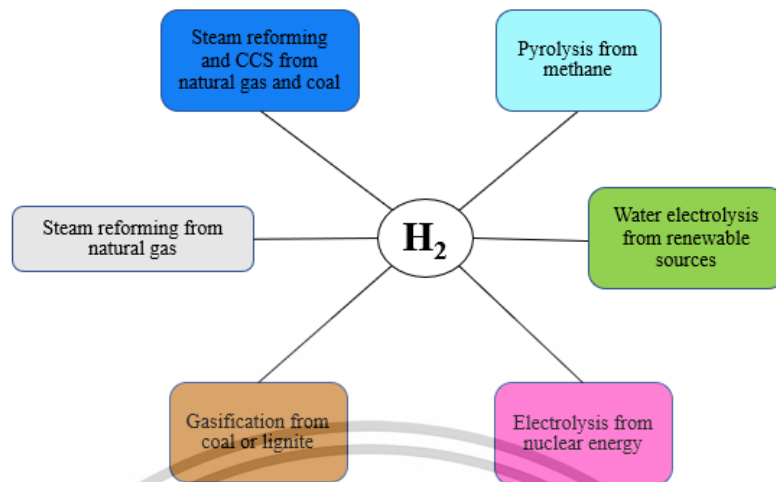 Steam reforming
and CCS from
natural gas and coal
Pyrolysis from
methane
Steam reforming from
natural gas
H₂
Water electrolysis
from renewable
sources
Gasification from
coal or lignite
Electrolysis from
nuclear energy